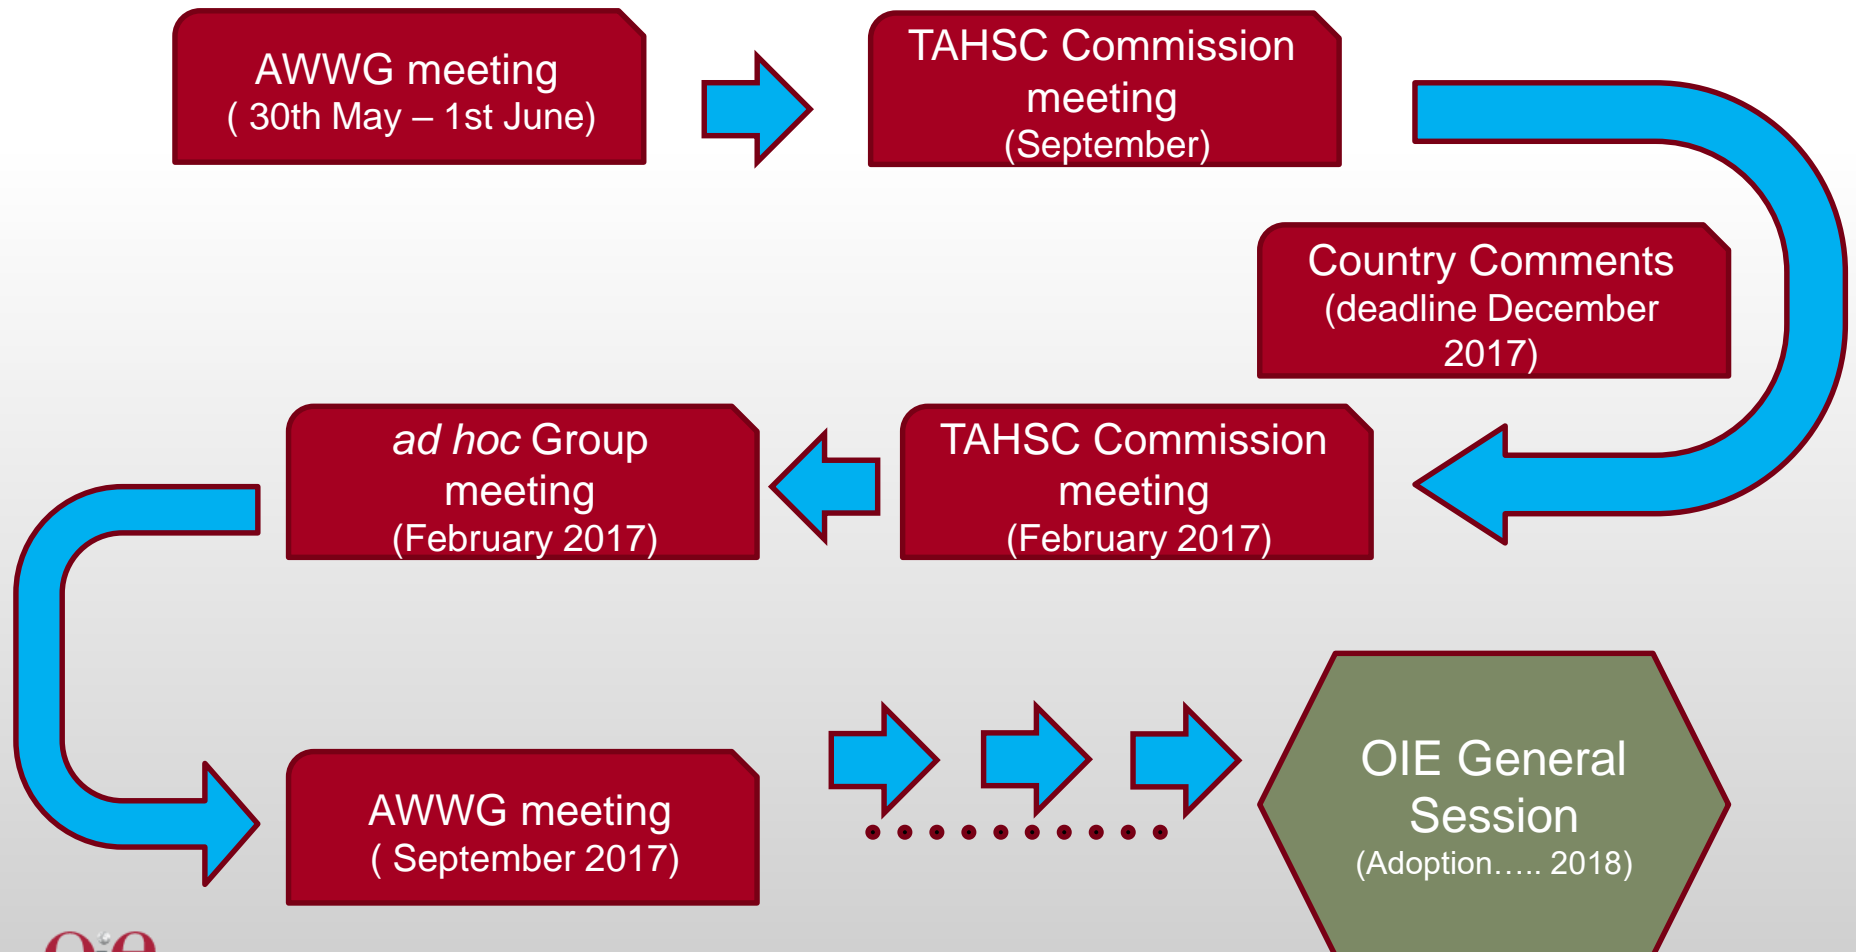 AWWG meeting
( 30th May – 1st June)
TAHSC Commission
meeting
(September)
Country Comments
(deadline December
2017)
TAHSC Commission
meeting
(February 2017)
ad hoc Group
meeting
(February 2017)
AWWG meeting
( September 2017)
OIE General
Session
(Adoption….. 2018)
oie